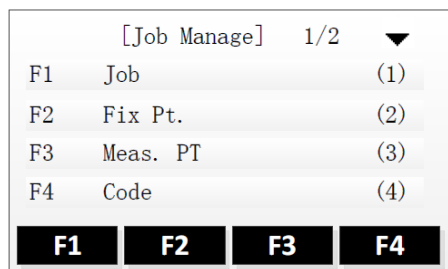 [Job Manage] 1/2
F1 Job (1)
F2 Fix Pt. (2)
F3 Meas. PT (3)
F4 Code (4)
F1 F2 F3 F4